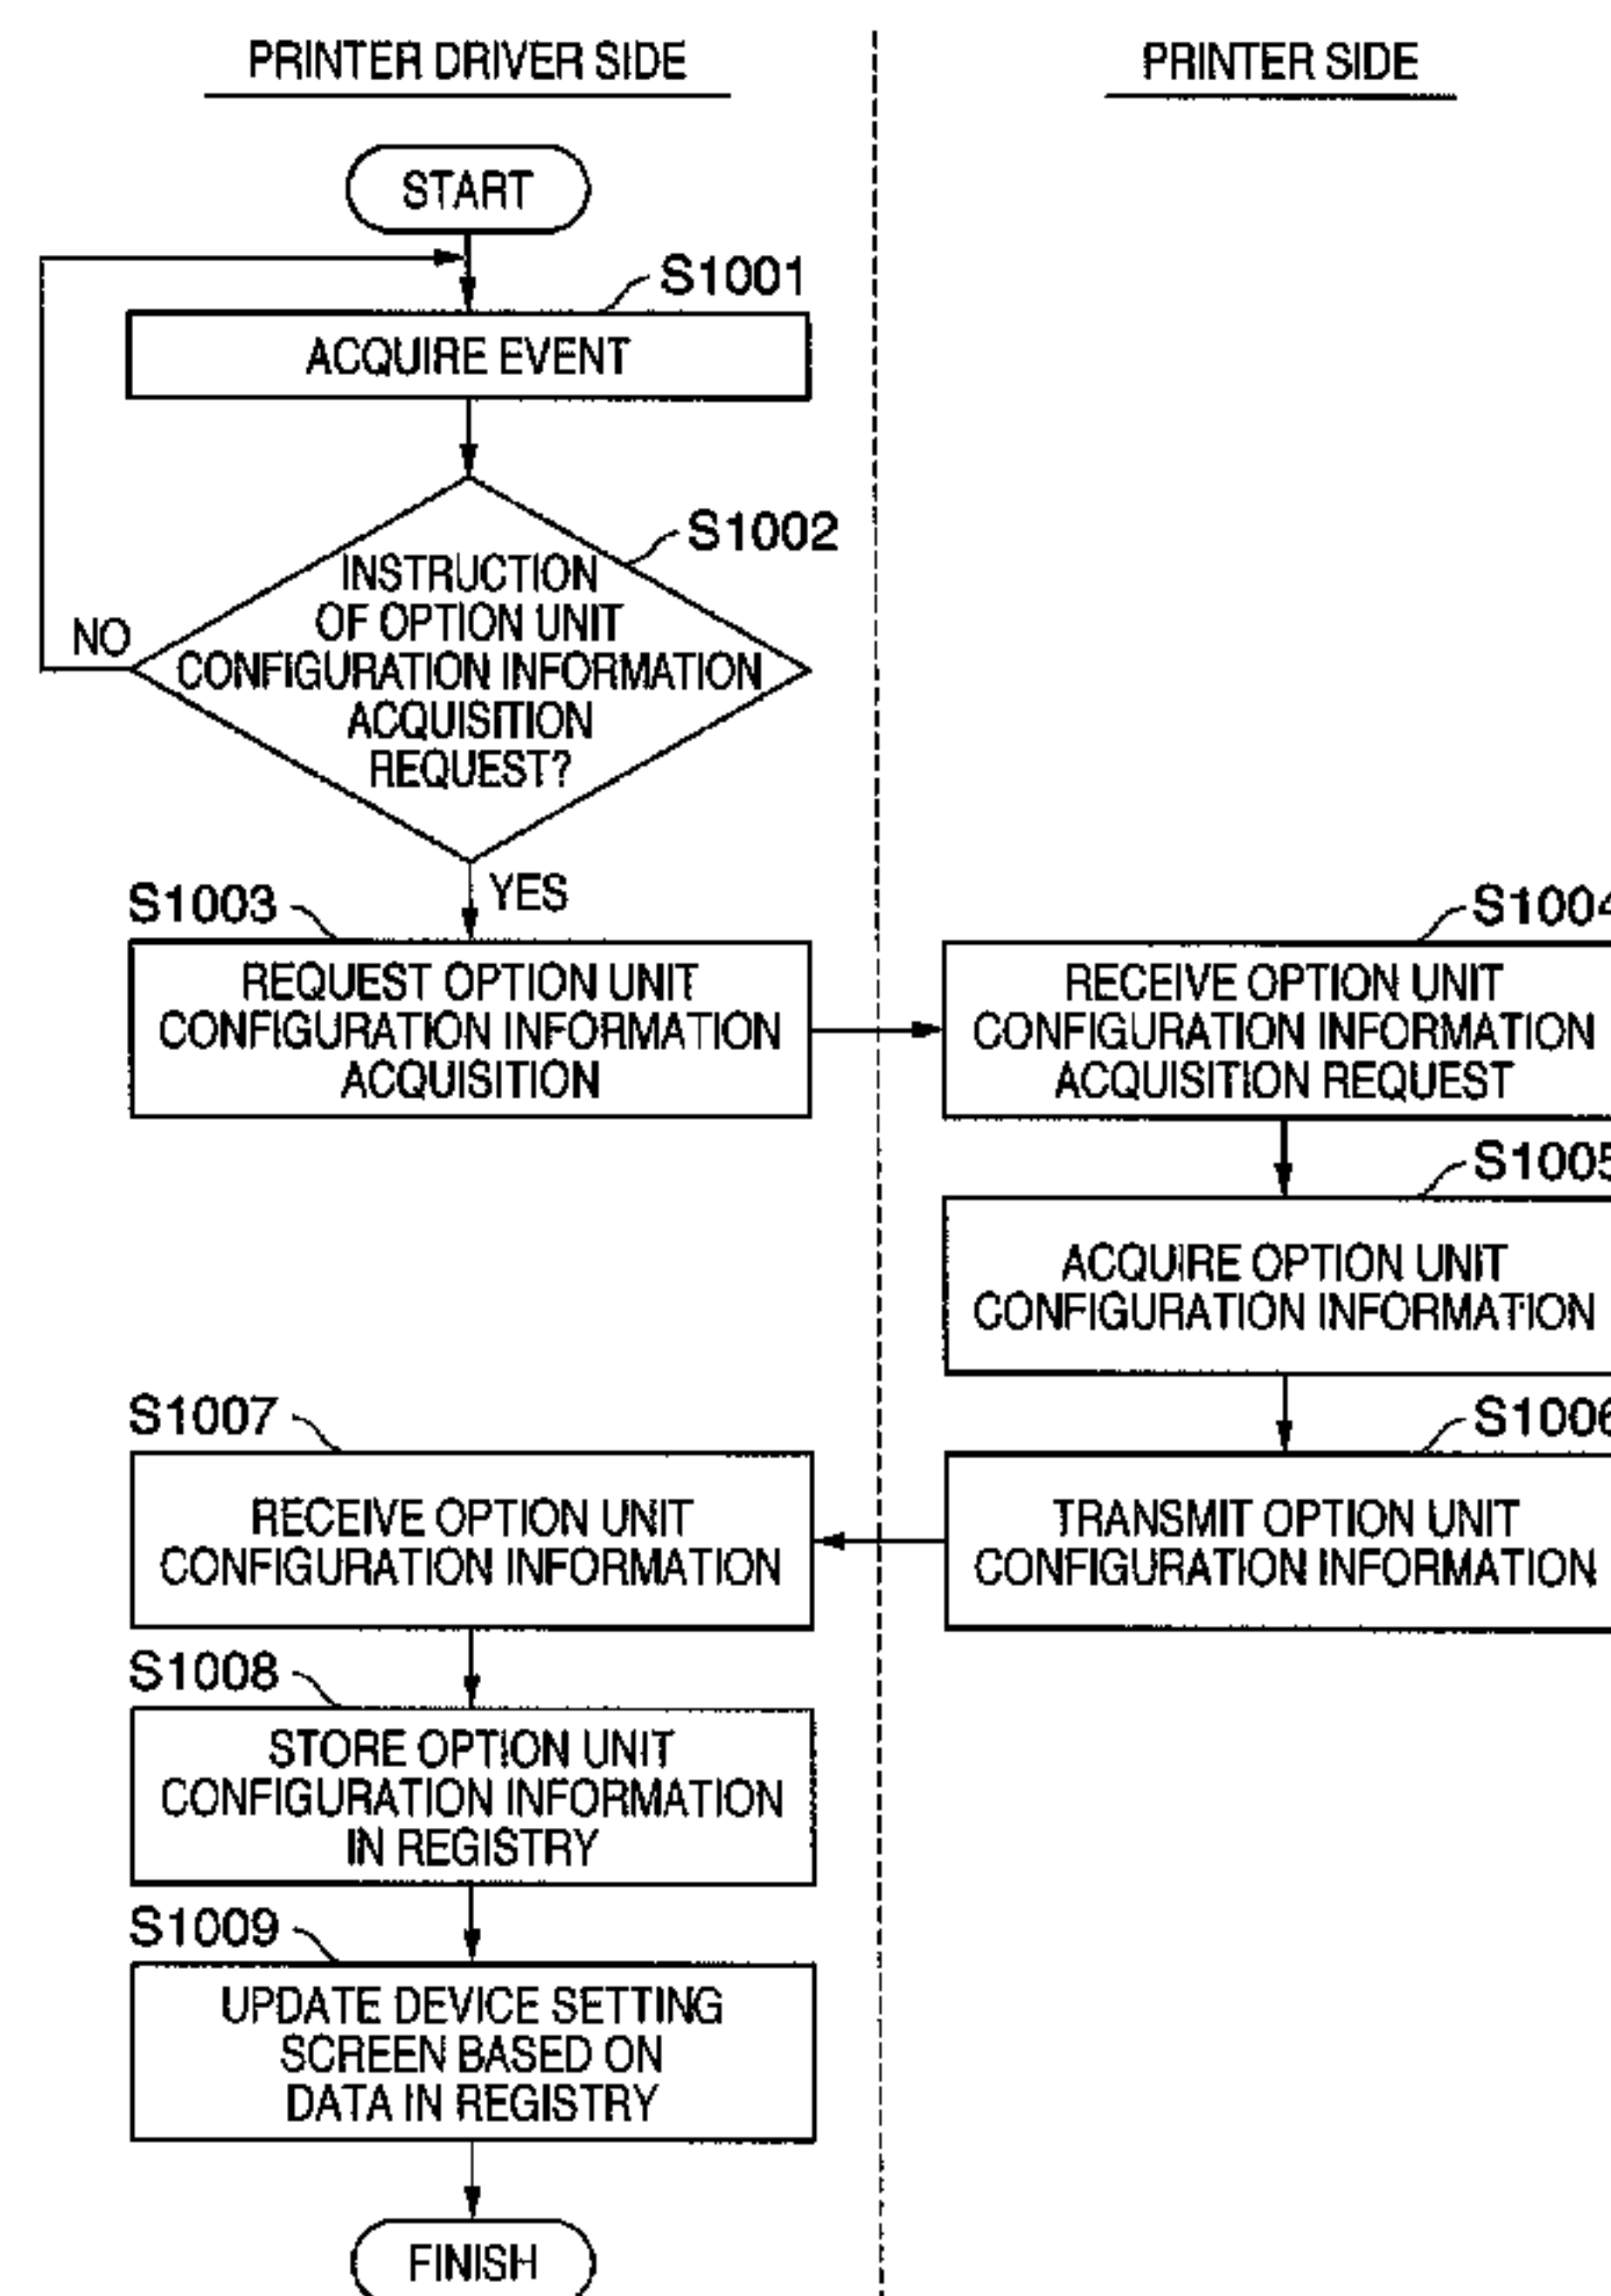 PRINTER DRIVER SIDE
PRINTER SIDE
START
S1001
ACQUIRE EVENT
S1002
INSTRUCTION
OF OPTION UNIT
CONFIGURATION INFORMATION
ACQUISITION
REQUEST?
NO
YES
S1003
REQUEST OPTION UNIT
CONFIGURATION INFORMATION
ACQUISITION
S1004
RECEIVE OPTION UNIT
CONFIGURATION INFORMATION
ACQUISITION REQUEST
S1005
ACQUIRE OPTION UNIT
CONFIGURATION INFORMATION
S1006
TRANSMIT OPTION UNIT
CONFIGURATION INFORMATION
S1007
RECEIVE OPTION UNIT
CONFIGURATION INFORMATION
S1008
STORE OPTION UNIT
CONFIGURATION INFORMATION
IN REGISTRY
S1009
UPDATE DEVICE SETTING
SCREEN BASED ON
DATA IN REGISTRY
FINISH